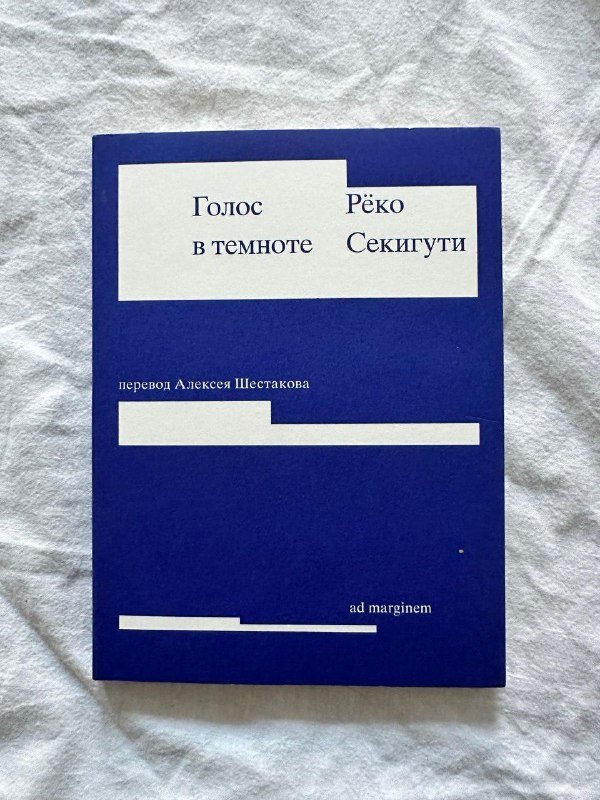 Голос
в темноте
Рёко
Секигути
перевод Алексея Шестакова
ad marginem